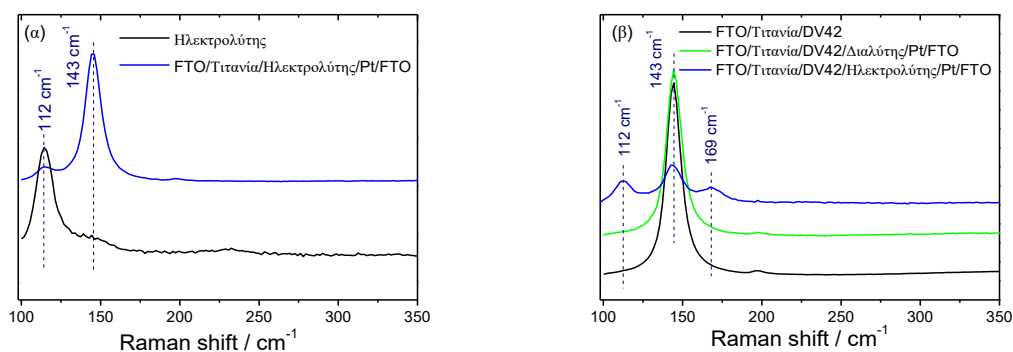 (α)
Ηλεκτρολύτης
FTO/Τιτανία/Ηλεκτρολύτης/Pt/FTO
112 cm⁻¹
143 cm⁻¹
100 150 200 250 300 350
Raman shift / cm⁻¹
(β)
FTO/Τιτανία/DV42
FTO/Τιτανία/DV42/Διαλύτης/Pt/FTO
FTO/Τιτανία/DV42/Ηλεκτρολύτης/Pt/FTO
112 cm⁻¹
143 cm⁻¹
169 cm⁻¹
100 150 200 250 300 350
Raman shift / cm⁻¹